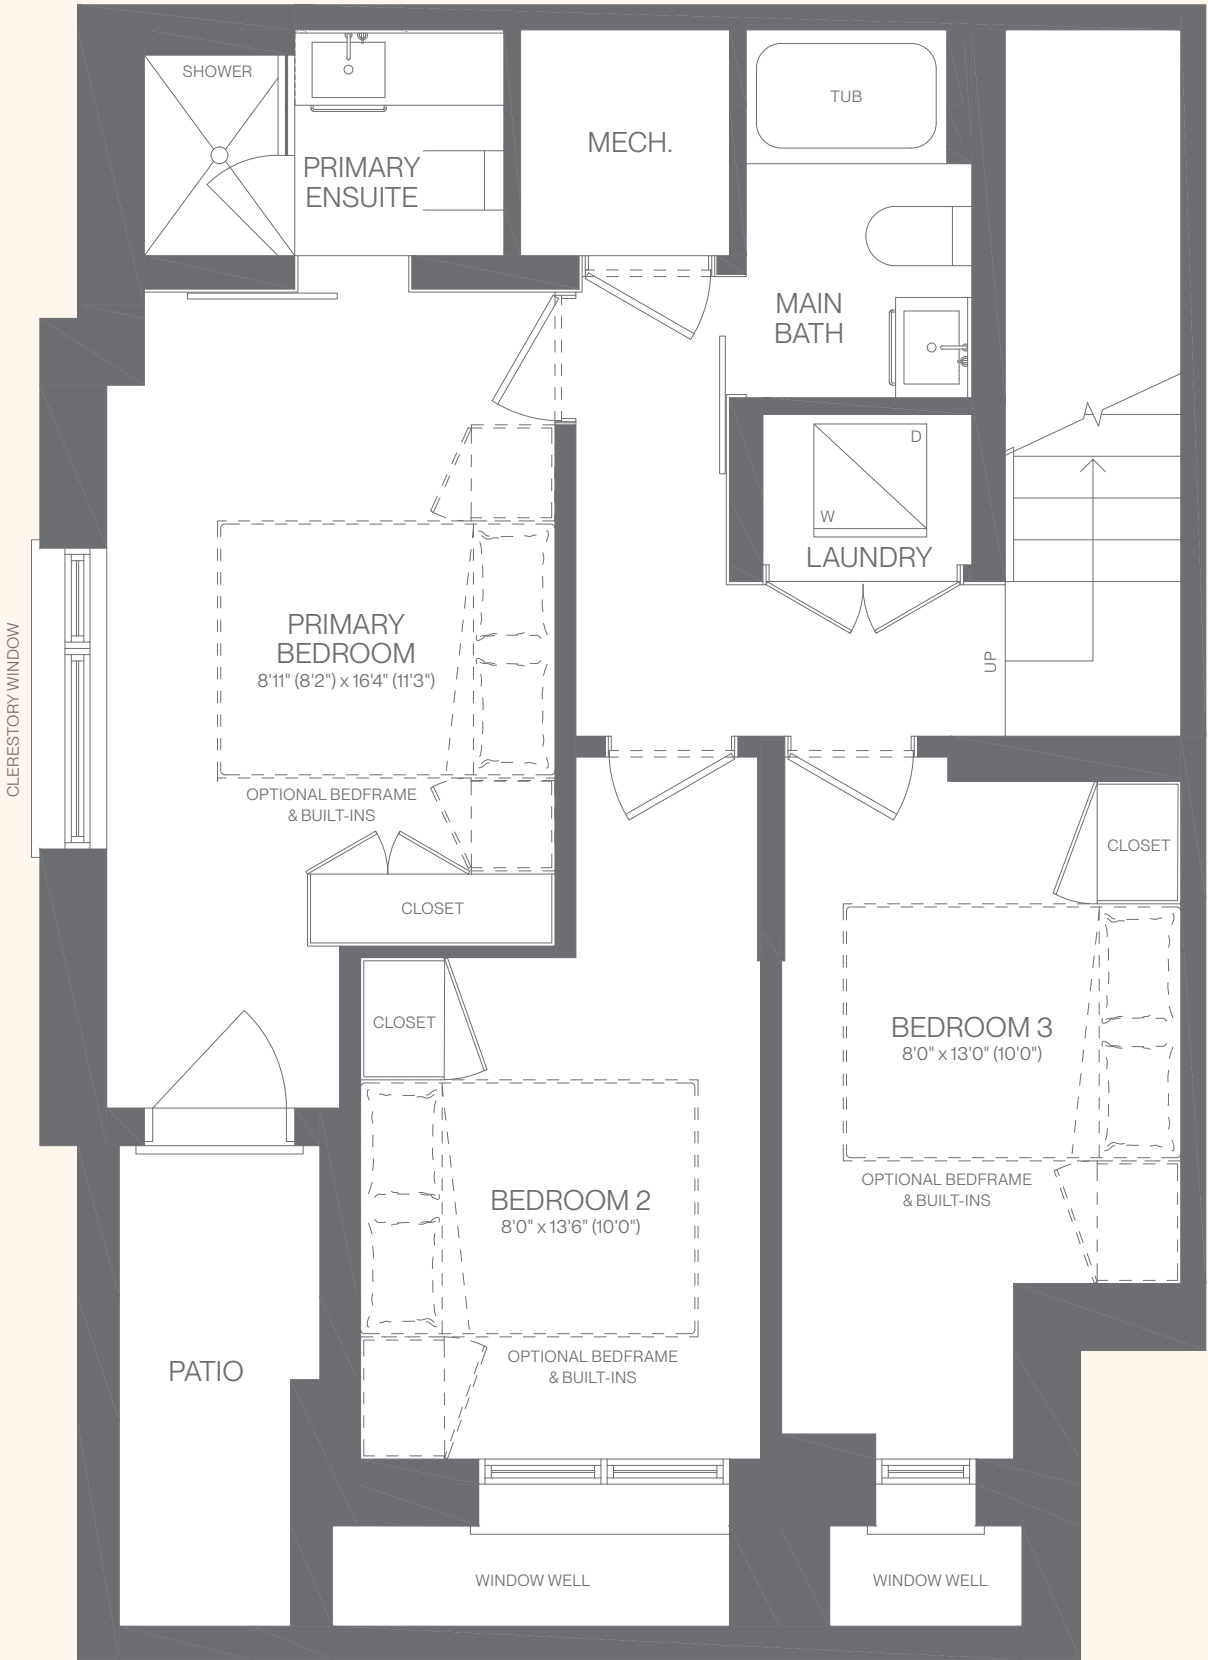 SHOWER
TUB
MECH.
PRIMARY
ENSUITE
MAIN
BATH
D
W
LAUNDRY
CLERESTORY WINDOW
PRIMARY
BEDROOM
8'11" (8'2") x 16'4" (11'3")
UP
OPTIONAL BEDFRAME
& BUILT-INS
CLOSET
CLOSET
CLOSET
BEDROOM 3
8'0" x 13'0" (10'0")
OPTIONAL BEDFRAME
& BUILT-INS
BEDROOM 2
8'0" x 13'6" (10'0")
OPTIONAL BEDFRAME
& BUILT-INS
PATIO
WINDOW WELL
WINDOW WELL